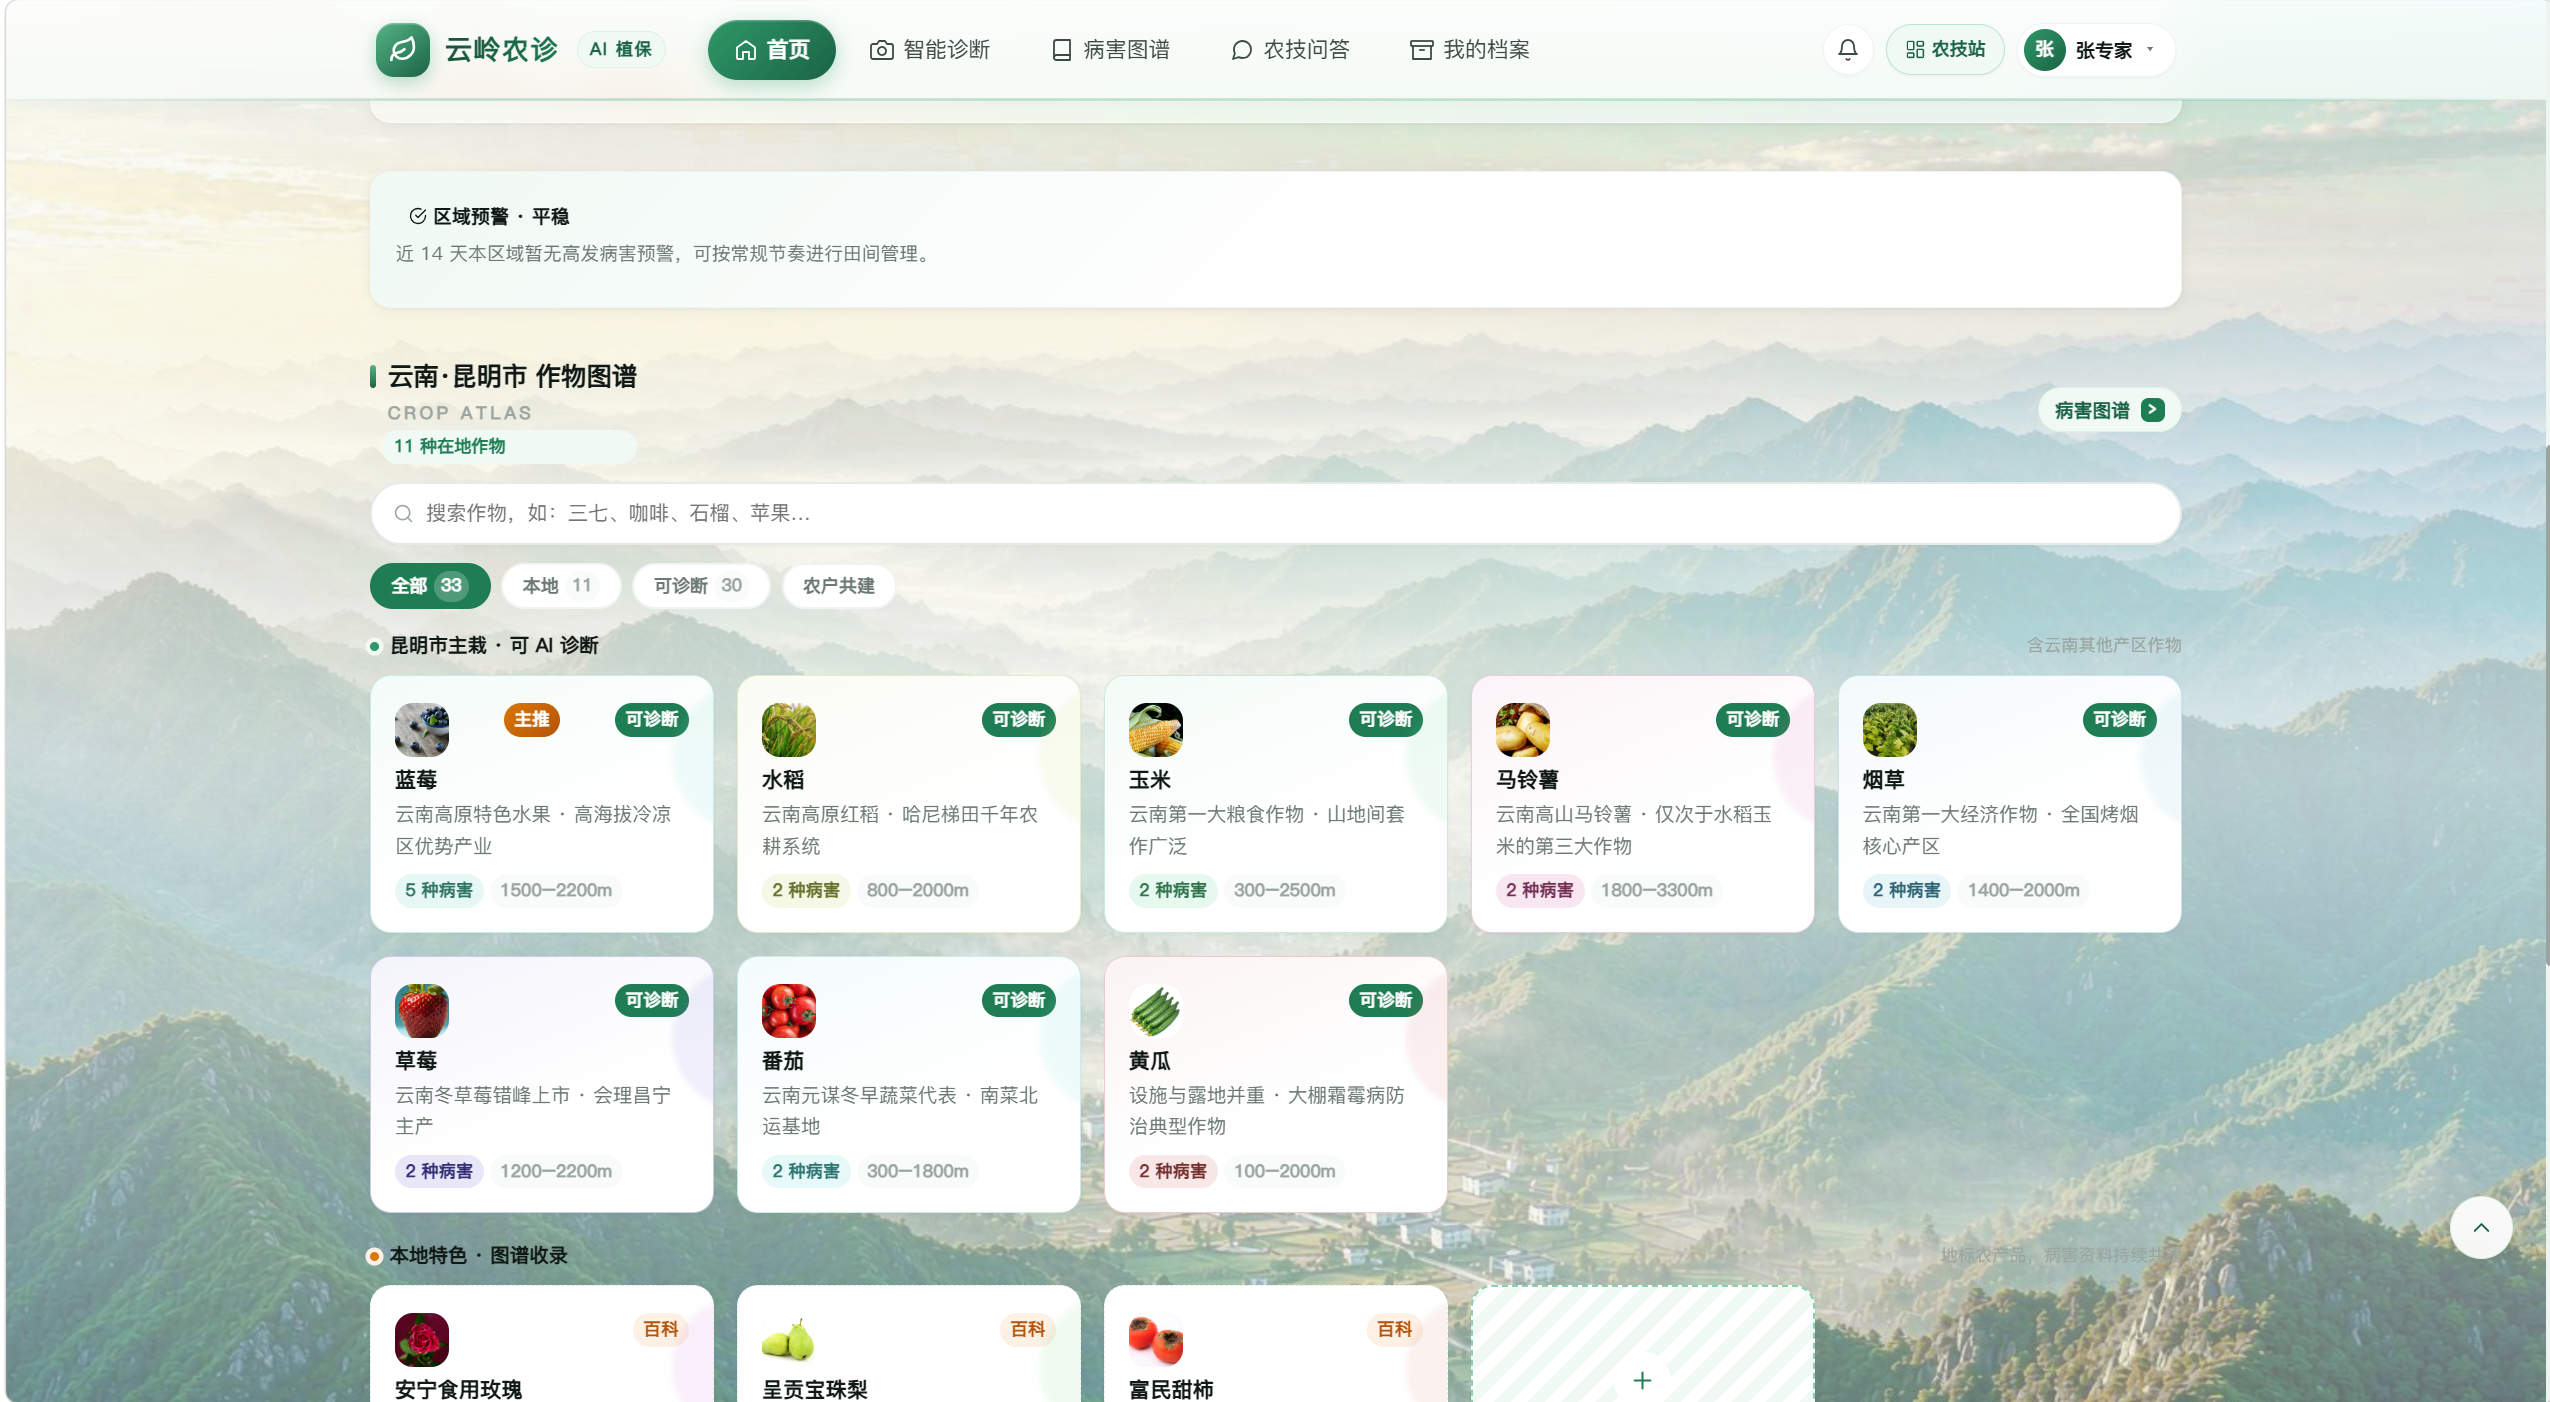 云岭农诊
AI 植保
首页
智能诊断
病害图谱
农技问答
我的档案
农技站
张
张专家
区域预警 · 平稳
近 14 天本区域暂无高发病害预警，可按常规节奏进行田间管理。
云南·昆明市 作物图谱
CROP ATLAS
11 种在地作物
病害图谱
搜索作物，如：三七、咖啡、石榴、苹果...
全部 33
本地 11
可诊断 30
农户共建
昆明市主栽 · 可 AI 诊断
含云南其他产区作物
主推
可诊断
蓝莓
云南高原特色水果 · 高海拔冷凉
区优势产业
5 种病害
1500—2200m
可诊断
水稻
云南高原红稻 · 哈尼梯田千年农
耕系统
2 种病害
800—2000m
可诊断
玉米
云南第一大粮食作物 · 山地间套
作广泛
2 种病害
300—2500m
可诊断
马铃薯
云南高山马铃薯 · 仅次于水稻玉
米的第三大作物
2 种病害
1800—3300m
可诊断
烟草
云南第一大经济作物 · 全国烤烟
核心产区
2 种病害
1400—2000m
可诊断
草莓
云南冬草莓错峰上市 · 会理昌宁
主产
2 种病害
1200—2200m
可诊断
番茄
云南元谋冬早蔬菜代表 · 南菜北
运基地
2 种病害
300—1800m
可诊断
黄瓜
设施与露地并重 · 大棚霜霉病防
治典型作物
2 种病害
100—2000m
本地特色 · 图谱收录
地标农产品，病害资料持续共
百科
安宁食用玫瑰
百科
呈贡宝珠梨
百科
富民甜柿